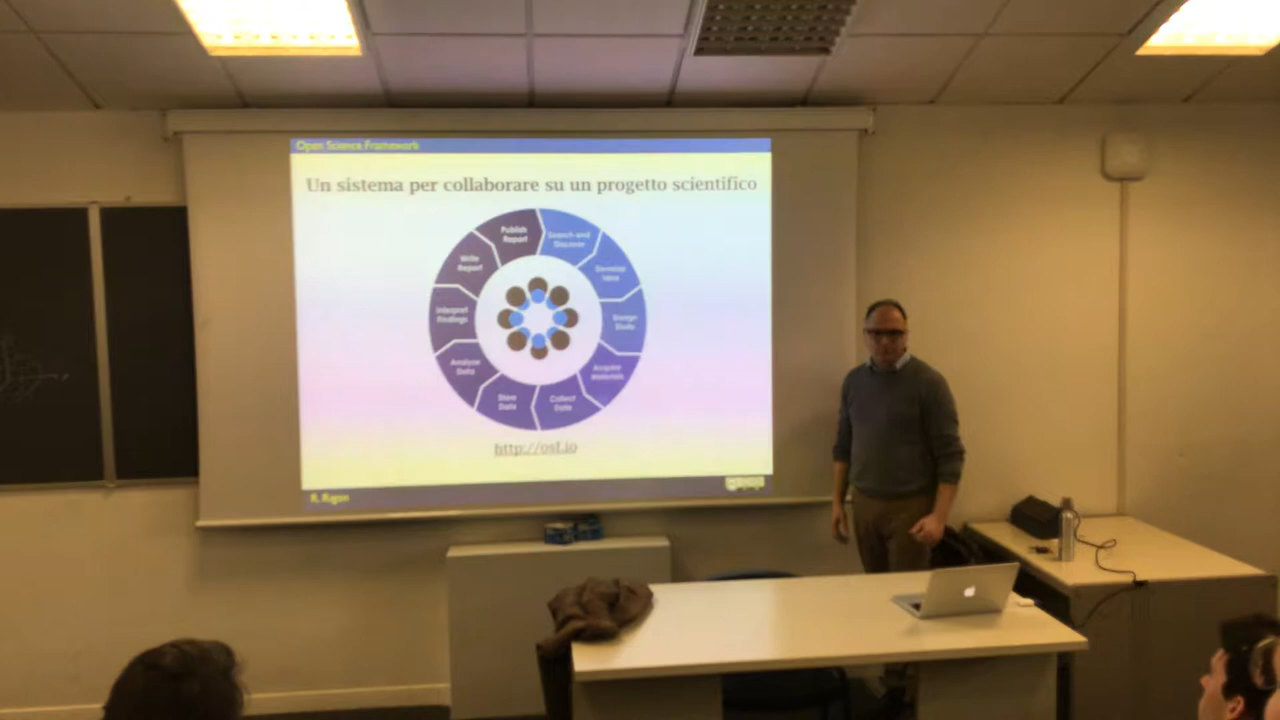 Open Science Framework
Un sistema per collaborare su un progetto scientifico
Publish
Report
Search and
Discover
Develop
Idea
Design
Study
Acquire
materials
Collect
Data
Store
Data
Analyze
Data
Interpret
Findings
Write
Report
http://osf.io
R. Rigon